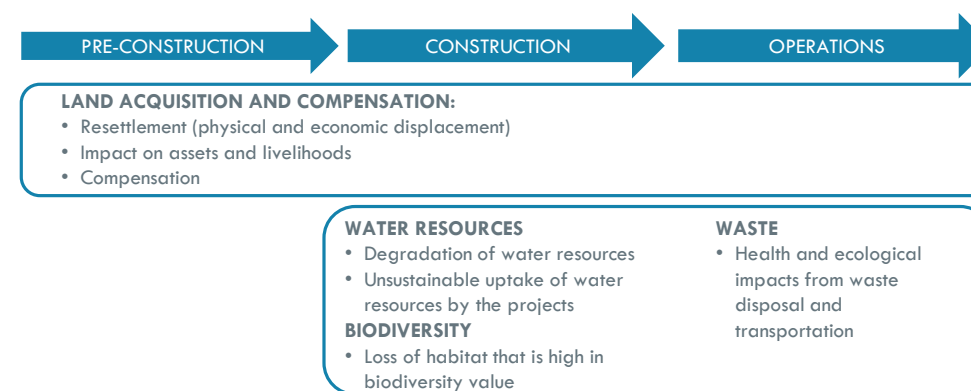 PRE-CONSTRUCTION
CONSTRUCTION
OPERATIONS
LAND ACQUISITION AND COMPENSATION:
• Resettlement (physical and economic displacement)
• Impact on assets and livelihoods
• Compensation
WATER RESOURCES
• Degradation of water resources
• Unsustainable uptake of water
resources by the projects
BIODIVERSITY
• Loss of habitat that is high in
biodiversity value
WASTE
• Health and ecological
impacts from waste
disposal and
transportation